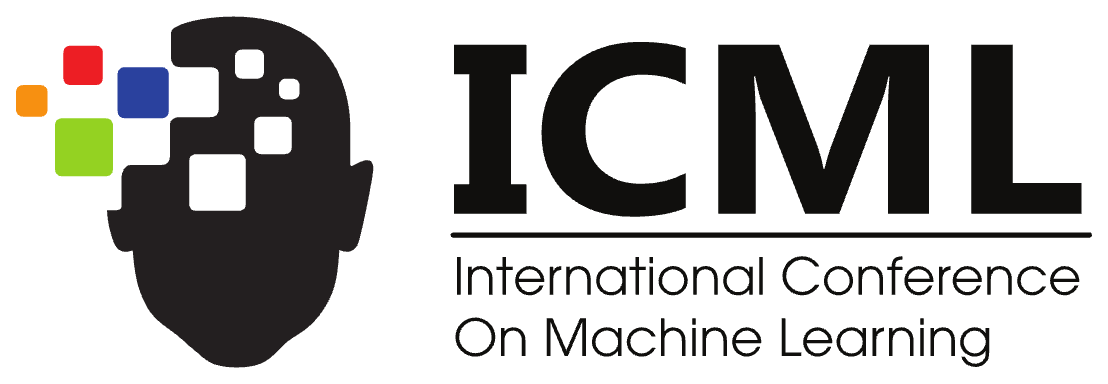 ICML
International Conference
On Machine Learning